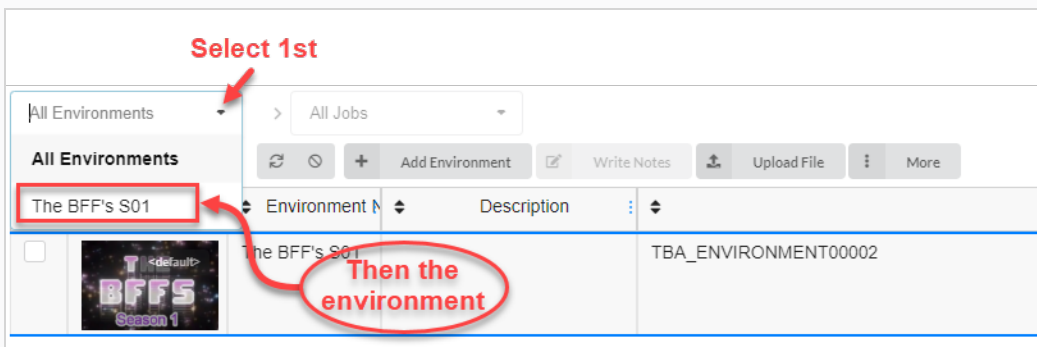 Select 1st
All Environments
All Jobs
All Environments
Add Environment
Write Notes
Upload File
More
The BFF's S01
Environment N
Description
<default>
The BFF's S01
TBA_ENVIRONMENT00002
THE
BFFS
Season 1
Then the
environment